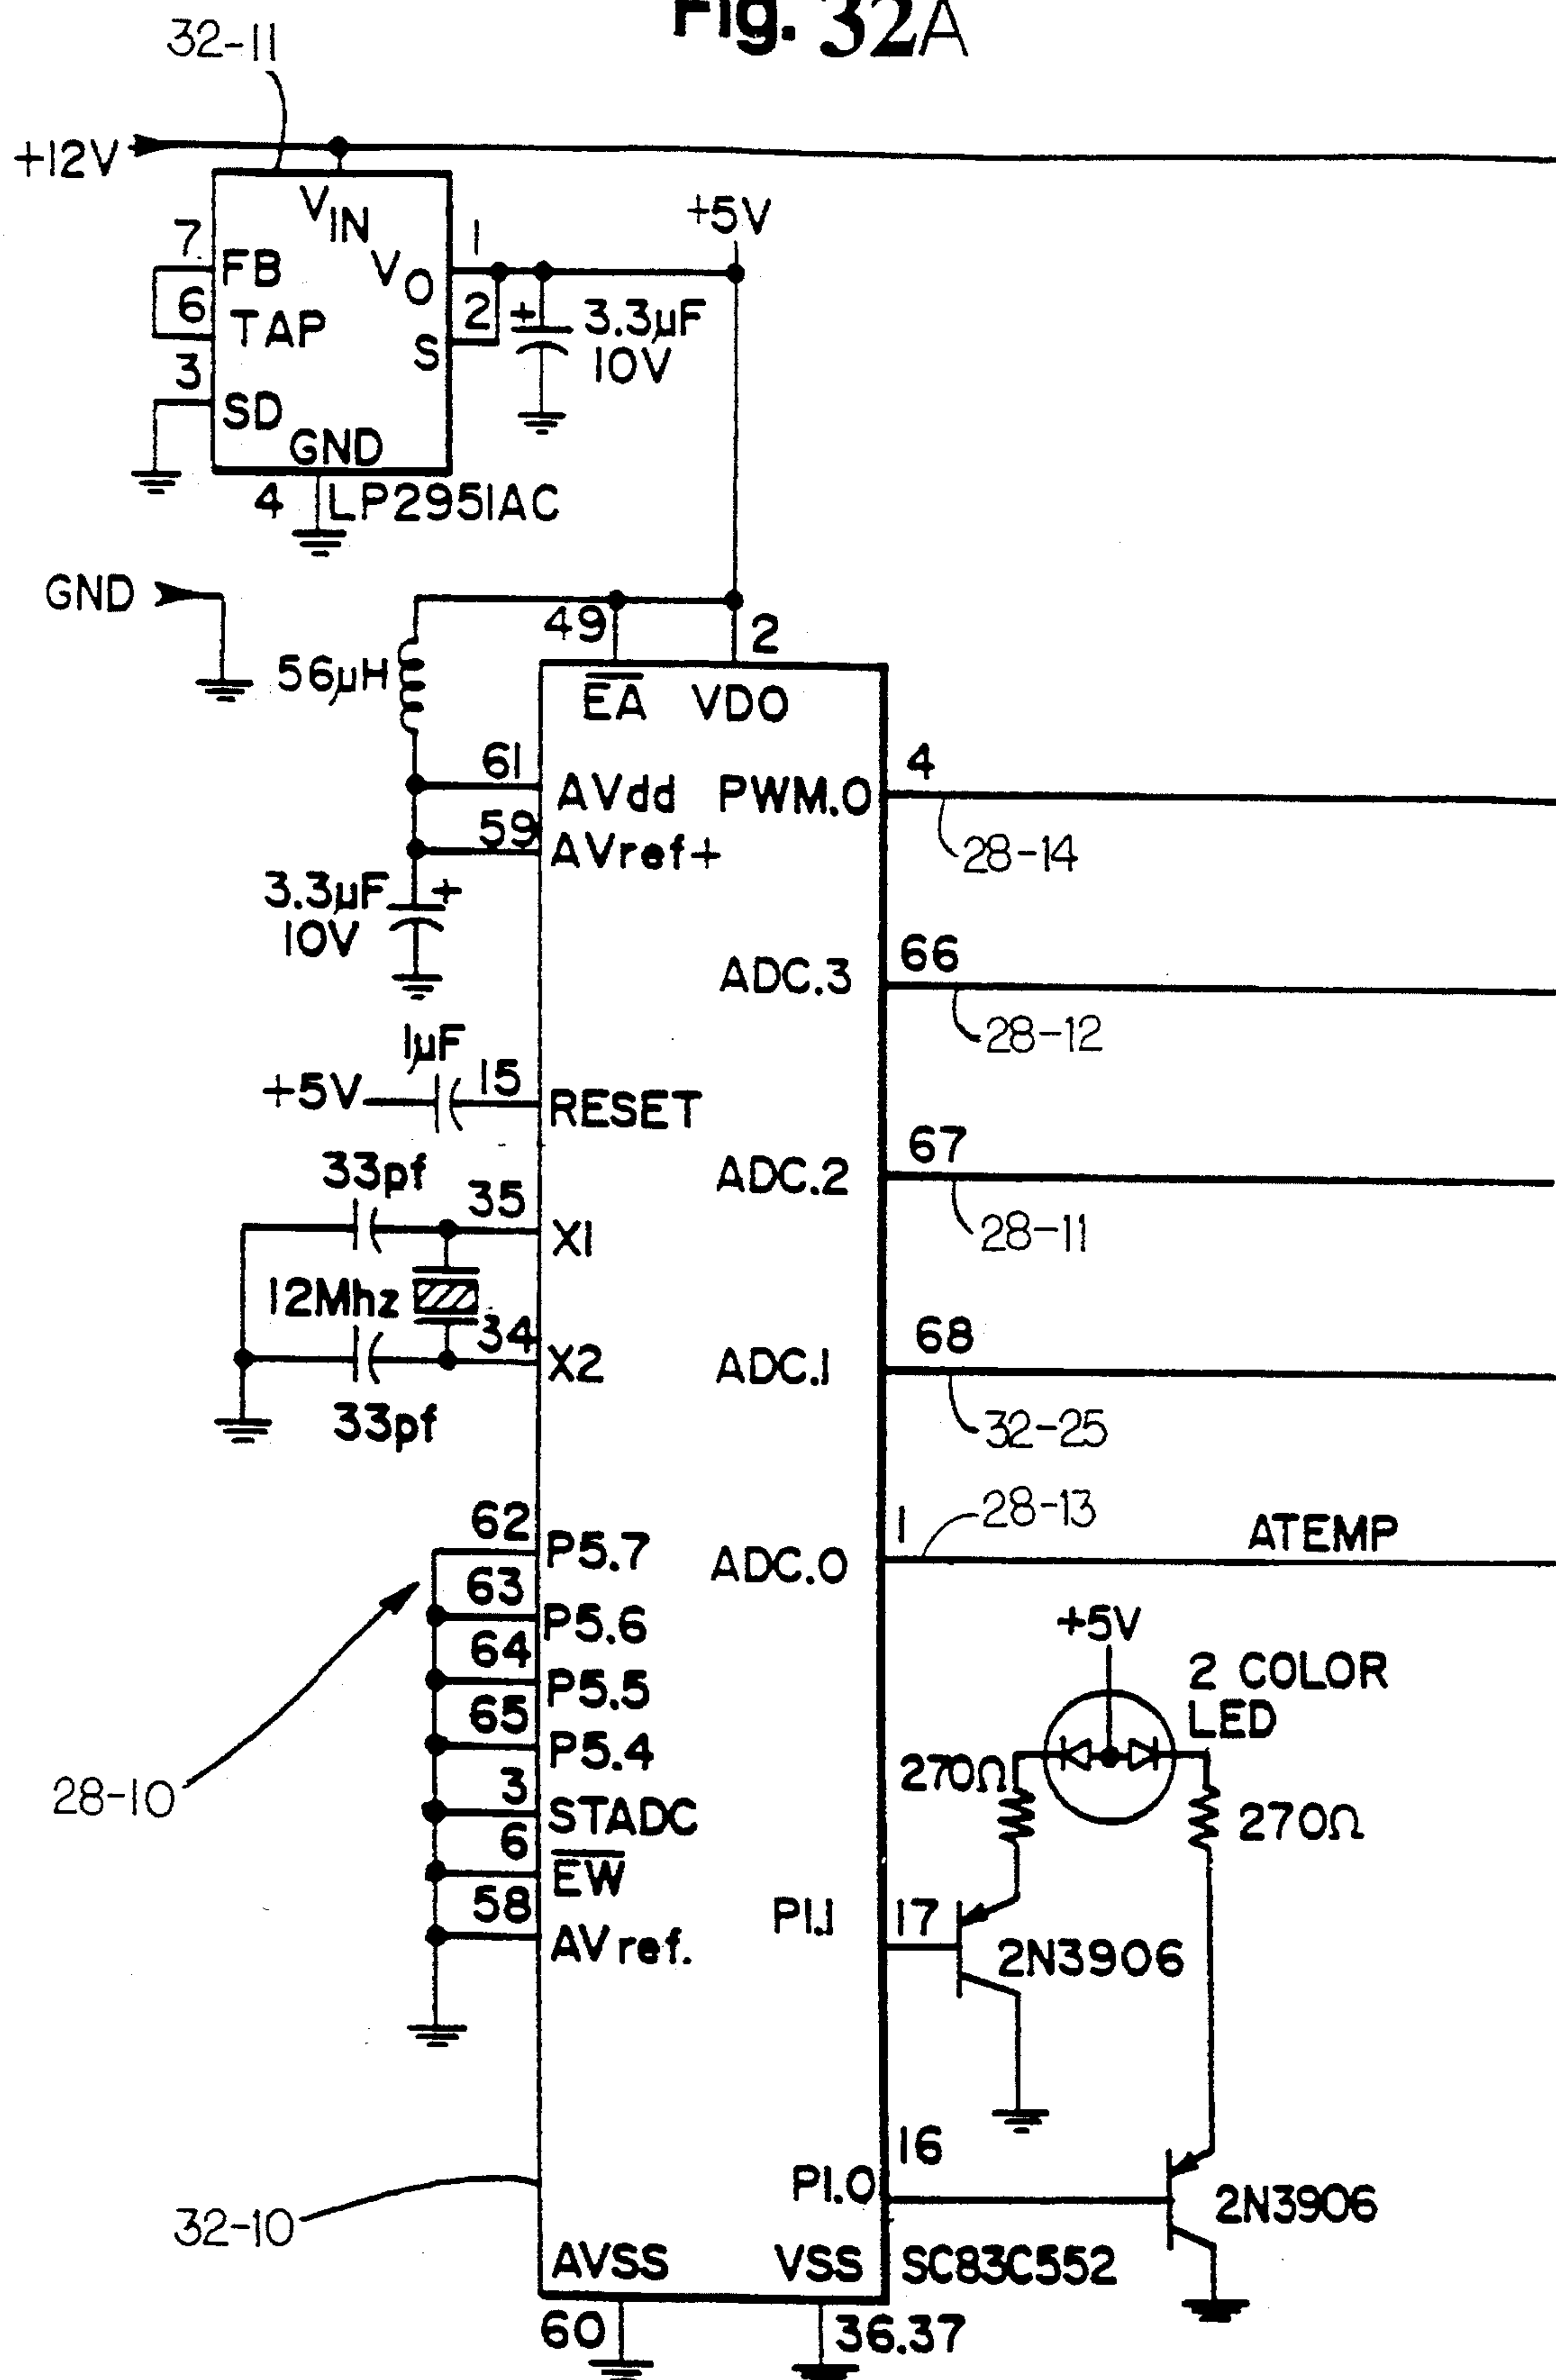 Fig. 32A
32-11
+12V
VIN
+5V
7
FB
VO
1
6
TAP
S
2
+
3.3µF
10V
3
SD
GND
4
LP2951AC
GND
49
2
56µH
EA
VDO
61
AVdd
PWM.0
4
59
AVref+
28-14
3.3µF
+
10V
ADC.3
66
28-12
1µF
+5V
15
RESET
ADC.2
67
33pf
35
X1
28-11
12Mhz
34
X2
ADC.1
68
33pf
32-25
62
P5.7
ADC.0
1
28-13
ATEMP
63
P5.6
64
P5.5
65
P5.4
+5V
2 COLOR
LED
28-10
3
STADC
270Ω
270Ω
6
EW
58
AVref.
P1.1
17
2N3906
P1.0
16
2N3906
32-10
AVSS
VSS
SC83C552
60
36.37